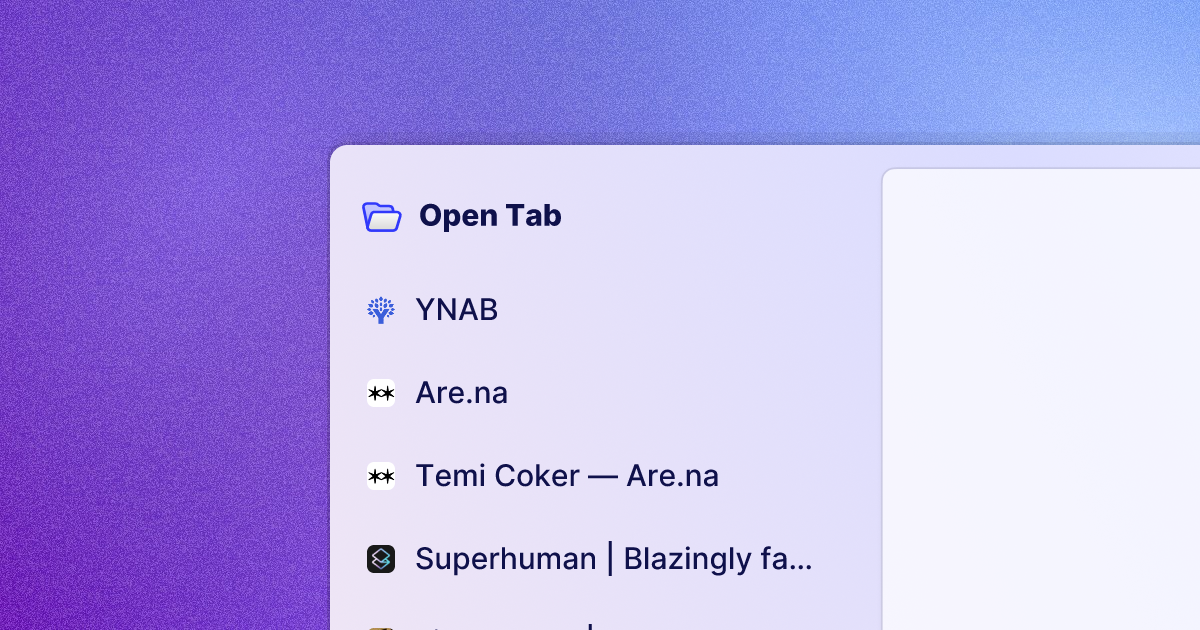 Open Tab
YNAB
Are.na
Temi Coker — Are.na
Superhuman | Blazingly fa...